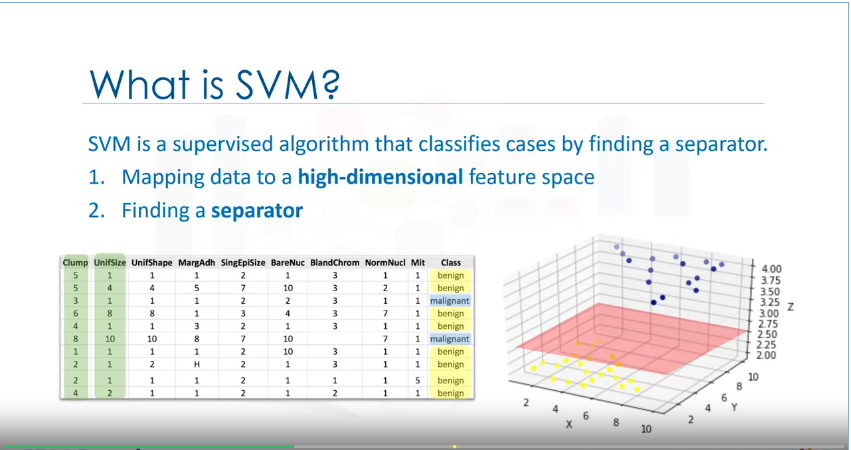 What is SVM?
SVM is a supervised algorithm that classifies cases by finding a separator.
1. Mapping data to a high-dimensional feature space
2. Finding a separator
Clump UnifSize UnifShape MargAdh SingEpiSize BareNuc BlandChrom NormNucl Mit Class
5 1 1 1 2 1 3 1 1 benign
5 4 4 5 7 10 3 2 1 benign
3 1 1 1 2 2 3 1 1 malignant
6 8 8 1 3 4 3 7 1 benign
4 1 1 3 2 1 3 1 1 benign
8 10 10 8 7 10 7 1 malignant
1 1 1 1 2 10 3 1 1 benign
2 1 2 H 2 1 3 1 1 benign
2 1 1 1 2 1 1 1 5 benign
4 2 1 1 2 1 2 1 1 benign
4.00
3.75
3.50
3.25
3.00
2.75
2.50
2.25
2.00
Z
2 4 6 8 10
X
2 4 6 8 10
Y